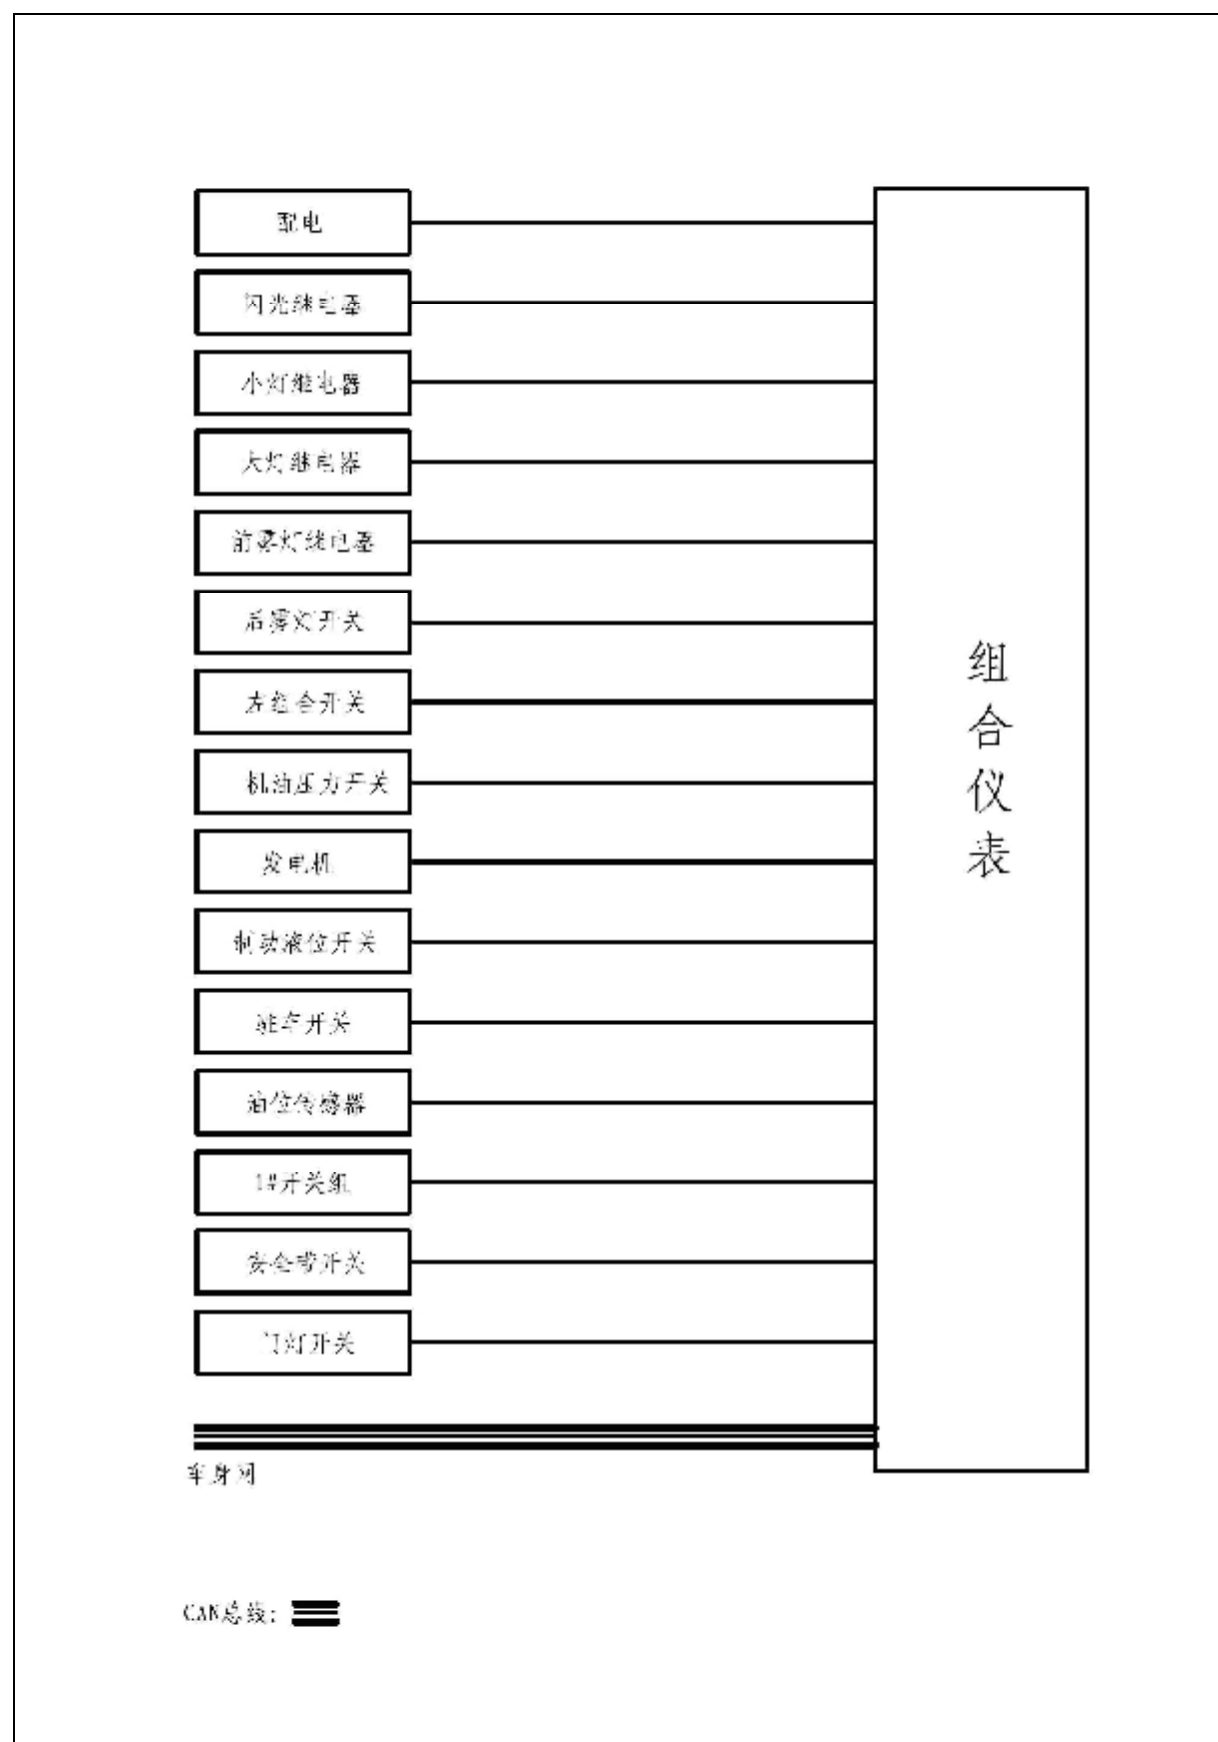 配电
闪光继电器
小灯继电器
大灯继电器
前雾灯继电器
后雾灯开关
左组合开关
机油压力开关
发电机
制动液位开关
驻车开关
油位传感器
1#开关组
安全带开关
门灯开关
组合仪表
车身网
CAN总线: